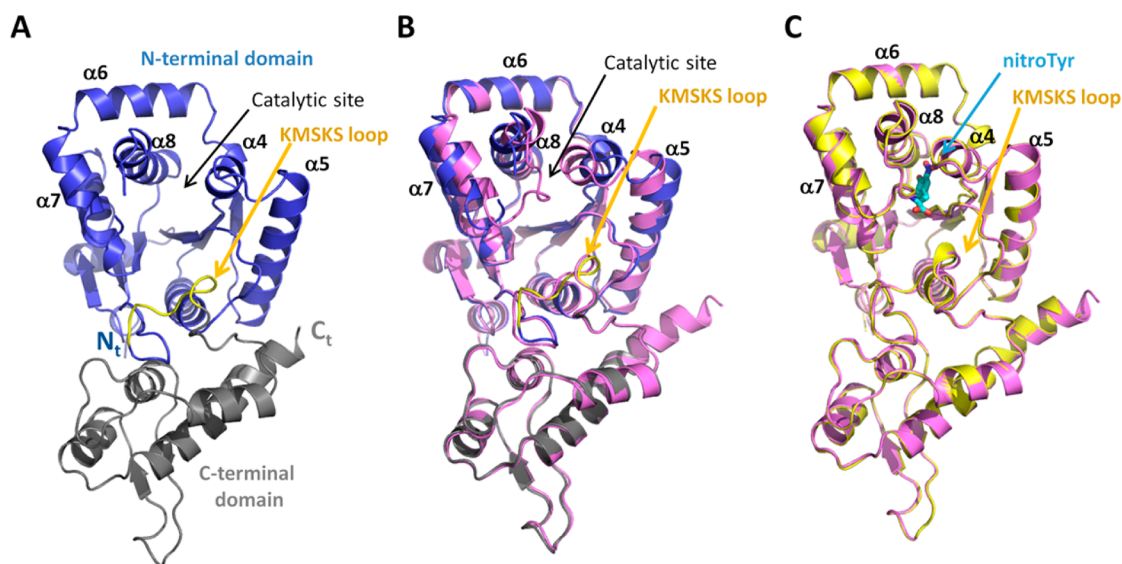 A
N-terminal domain
α6
Catalytic site
KMSKS loop
α8
α4
α5
α7
Nt
Ct
C-terminal
domain
B
α6
Catalytic site
KMSKS loop
α8
α4
α5
α7
C
α6
nitroTyr
KMSKS loop
α8
α4
α5
α7